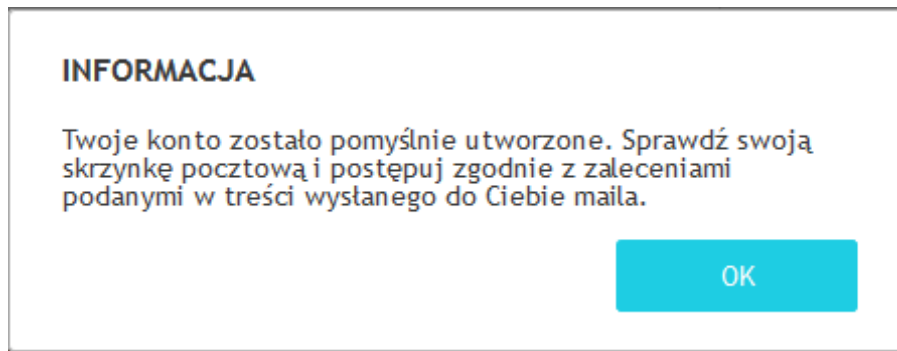 INFORMACJA
Twoje konto zostało pomyślnie utworzone. Sprawdź swoją
skrzynkę pocztową i postępuj zgodnie z zaleceniami
podanymi w treści wysłanego do Ciebie maila.
OK